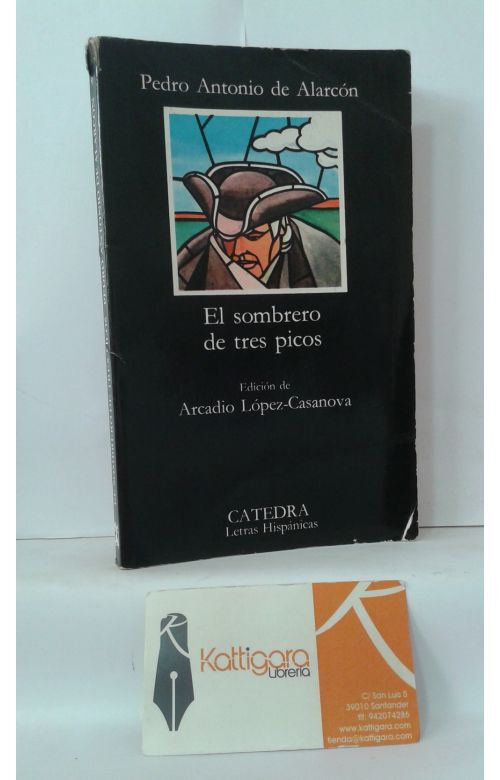 Pedro Antonio de Alarcón
El sombrero
de tres picos
Edición de
Arcadio López-Casanova
CATEDRA
Letras Hispánicas
Kattigara
Librería
C/ San Luis 5
39010 Santander
tlf: 942074285
www.kattigara.com
tienda@kattigara.com